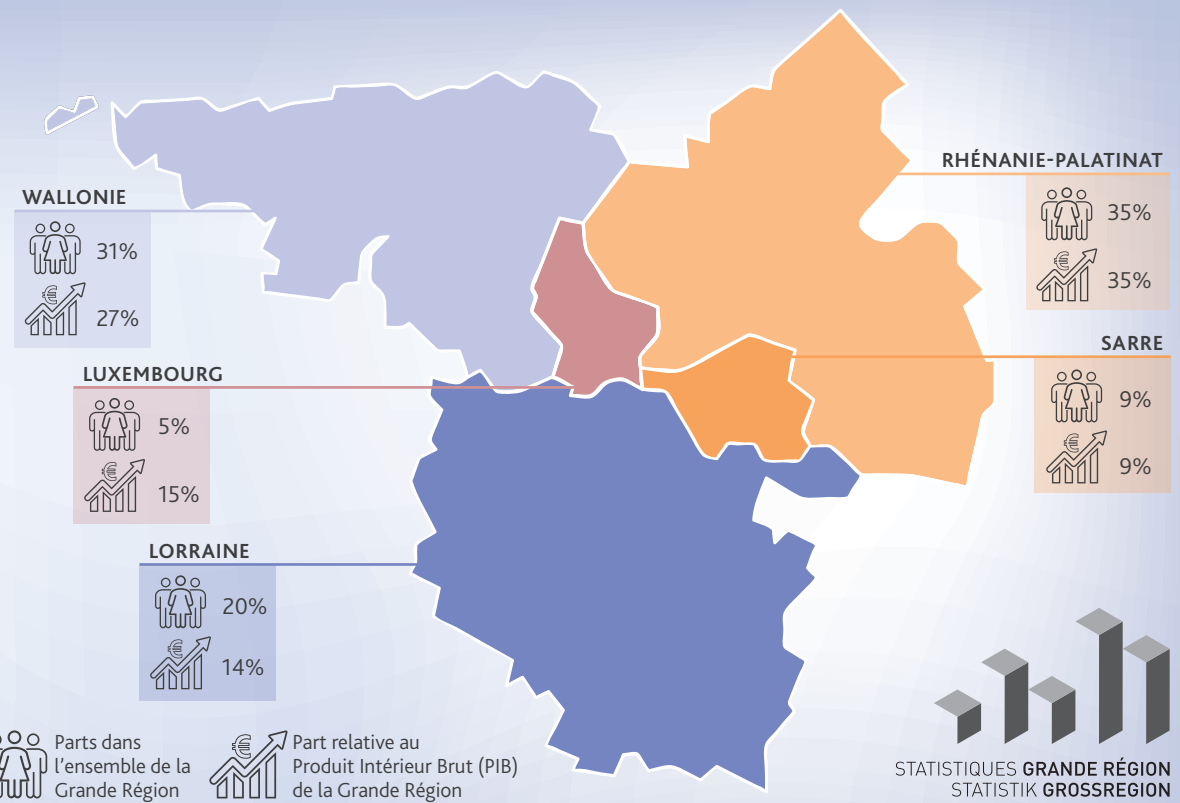 WALLONIE
31%
27%
LUXEMBOURG
5%
15%
LORRAINE
20%
14%
RHÉNANIE-PALATINAT
35%
35%
SARRE
9%
9%
Parts dans
l'ensemble de la
Grande Région
€
Part relative au
Produit Intérieur Brut (PIB)
de la Grande Région
STATISTIQUES GRANDE RÉGION
STATISTIK GROSSREGION